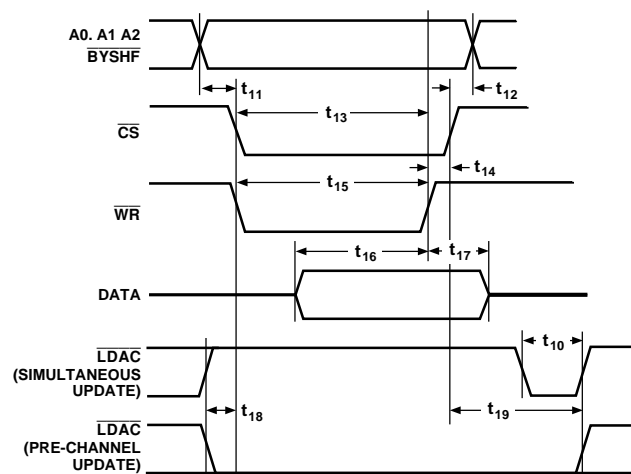 A0. A1 A2
BYSHF
t11
t12
t13
CS
t14
t15
WR
t16
t17
DATA
LDAC
(SIMULTANEOUS
UPDATE)
t10
t18
t19
LDAC
(PRE-CHANNEL
UPDATE)